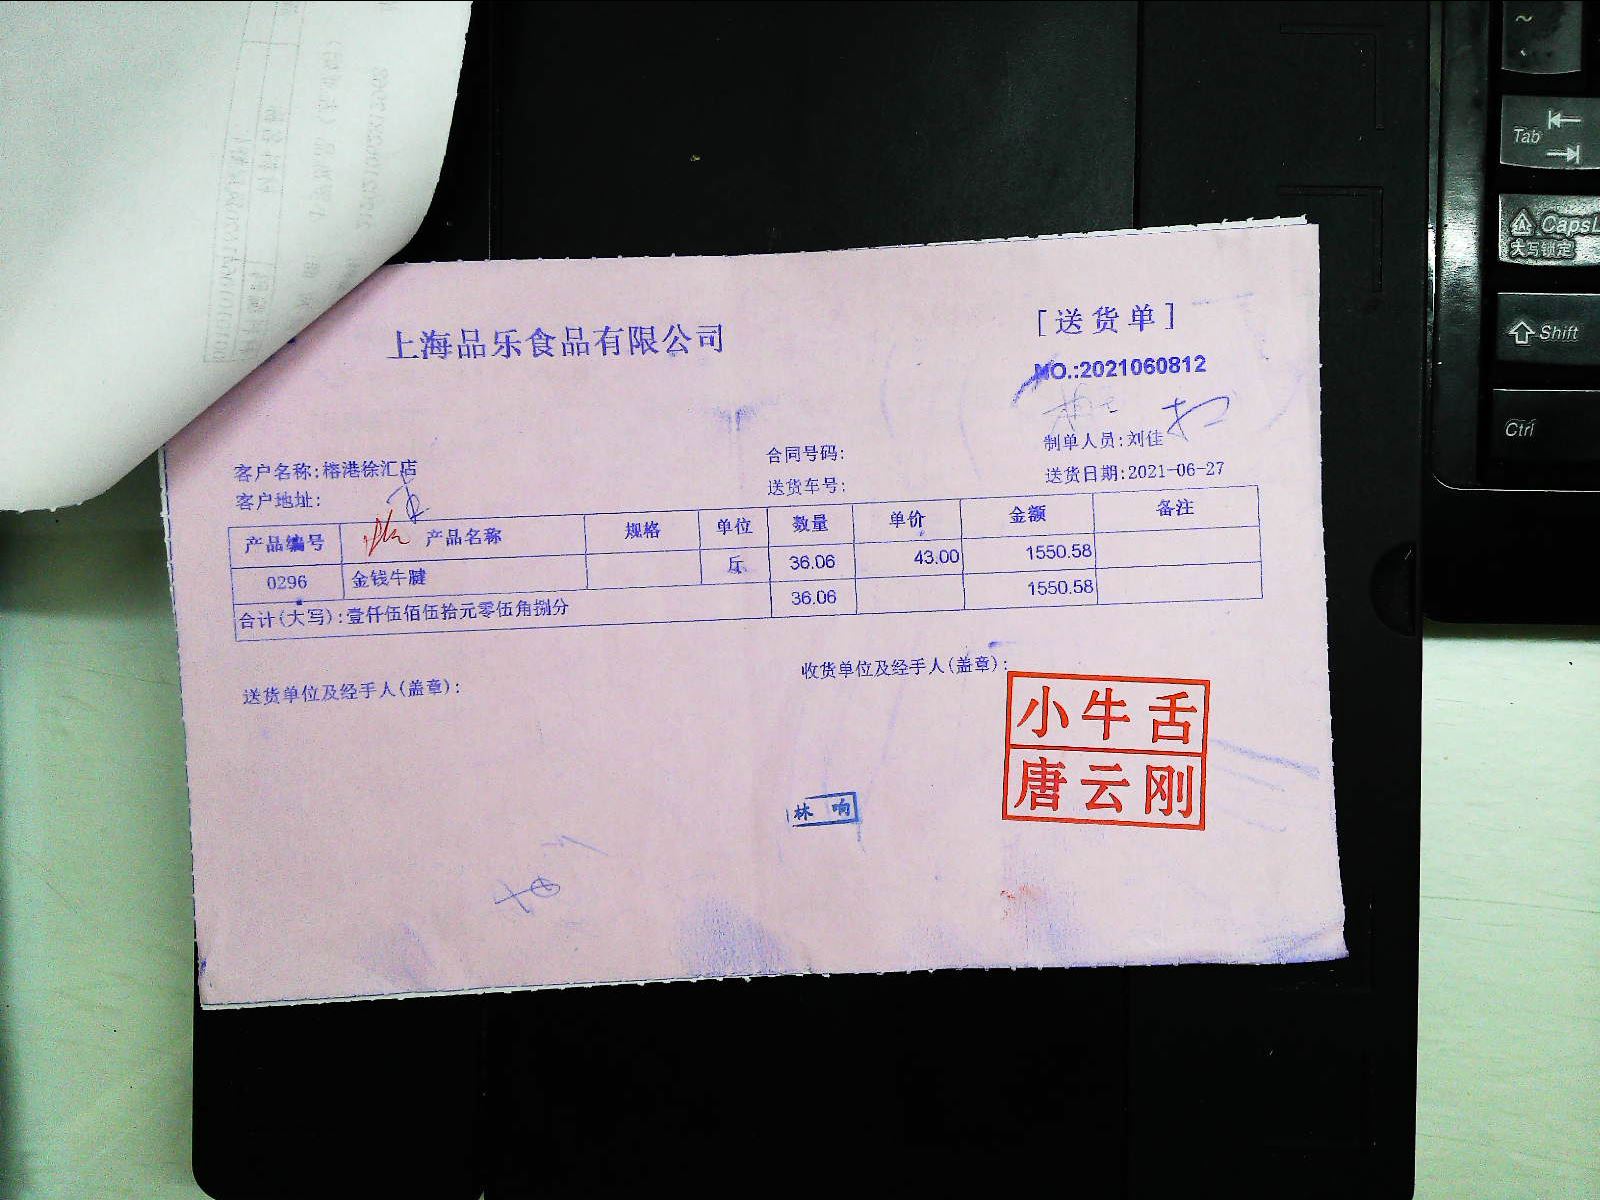 上海品乐食品有限公司
[送货单]
NO.:2021060812
客户名称:榕港徐汇店
合同号码:
制单人员:刘佳
客户地址:
送货车号:
送货日期:2021-06-27
产品编号 产品名称 规格 单位 数量 单价 金额 备注
0296 金钱牛腱 斤 36.06 43.00 1550.58
合计(大写):壹仟伍佰伍拾元零伍角捌分 36.06 1550.58
送货单位及经手人(盖章):
收货单位及经手人(盖章):
小牛舌
唐云刚
林 响
~
Tab
CapsL
大写锁定
Shift
Ctrl